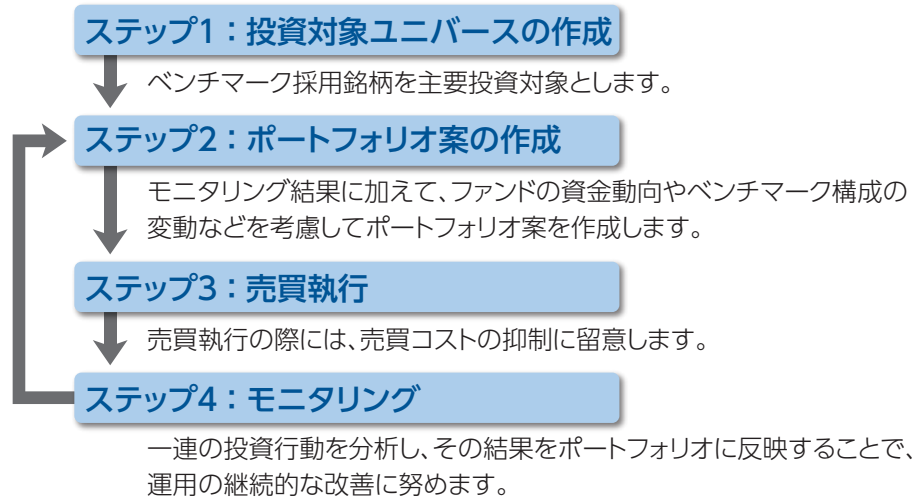 ステップ1：投資対象ユニバースの作成
ベンチマーク採用銘柄を主要投資対象とします。
ステップ2：ポートフォリオ案の作成
モニタリング結果に加えて、ファンドの資金動向やベンチマーク構成の
変動などを考慮してポートフォリオ案を作成します。
ステップ3：売買執行
売買執行の際には、売買コストの抑制に留意します。
ステップ4：モニタリング
一連の投資行動を分析し、その結果をポートフォリオに反映することで、
運用の継続的な改善に努めます。